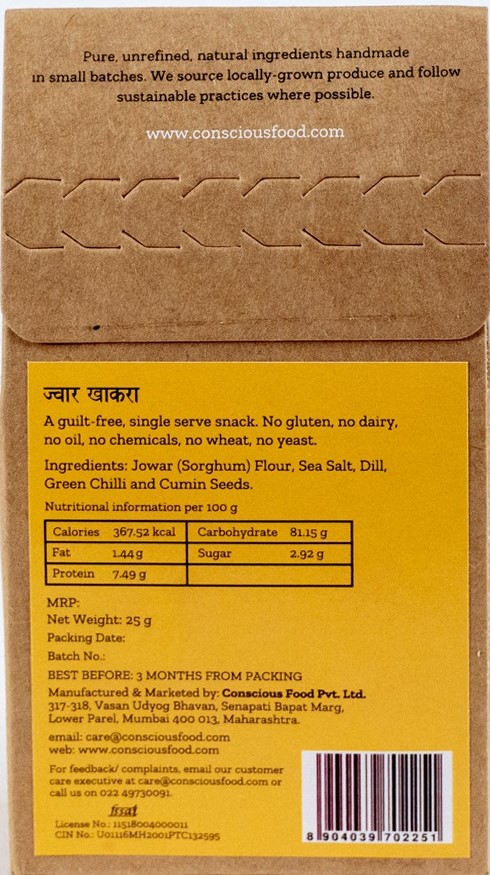 Pure, unrefined, natural ingredients handmade
in small batches. We source locally-grown produce and follow
sustainable practices where possible.
www.consciousfood.com
ज्वार खाकरा
A guilt-free, single serve snack. No gluten, no dairy,
no oil, no chemicals, no wheat, no yeast.
Ingredients: Jowar (Sorghum) Flour, Sea Salt, Dill,
Green Chilli and Cumin Seeds.
Nutritional information per 100 g
Calories 367.52 kcal Carbohydrate 81.15 g
Fat 1.44 g Sugar 2.92 g
Protein 7.49 g
MRP:
Net Weight: 25 g
Packing Date:
Batch No.:
BEST BEFORE: 3 MONTHS FROM PACKING
Manufactured & Marketed by: Conscious Food Pvt. Ltd.
317-318, Vasan Udyog Bhavan, Senapati Bapat Marg,
Lower Parel, Mumbai 400 013, Maharashtra.
email: care@consciousfood.com
web: www.consciousfood.com
For feedback/ complaints, email our customer
care executive at care@consciousfood.com or
call us on 022 49730091.
fssai
License No.: 11518004000011
CIN No.: U01116MH2001PTC132595
8 904039 702251